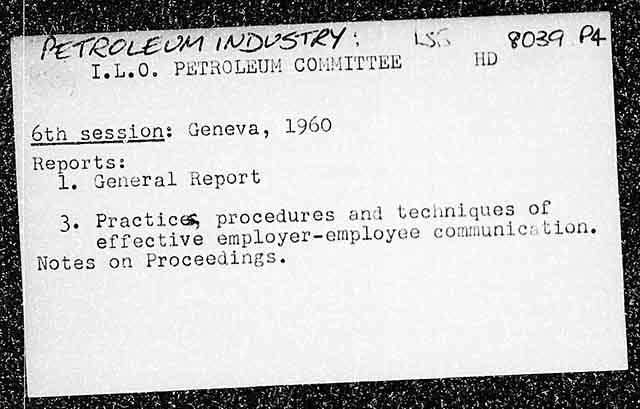 PETROLEUM INDUSTRY: 8039 P4
I.L.O. PETROLEUM COMMITTEE HD
6th session: Geneva, 1960
Reports:
1. General Report
3. Practices, procedures and techniques of
effective employer-employee communication.
Notes on Proceedings.